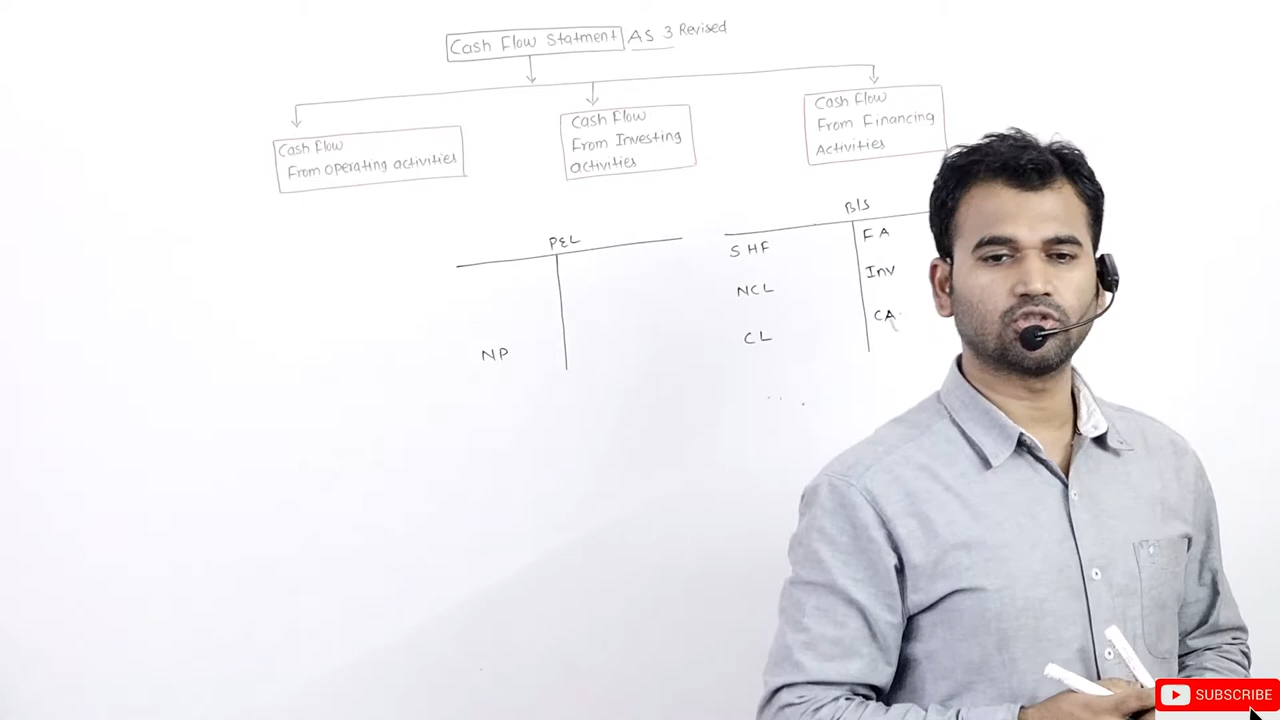 Cash Flow Statment AS 3 Revised
Cash Flow
From operating activities
Cash Flow
From Investing
activities
Cash Flow
From Financing
Activities
P&L
NP
B/S
SHF
FA
NCL
Inv
CL
CA
SUBSCRIBE